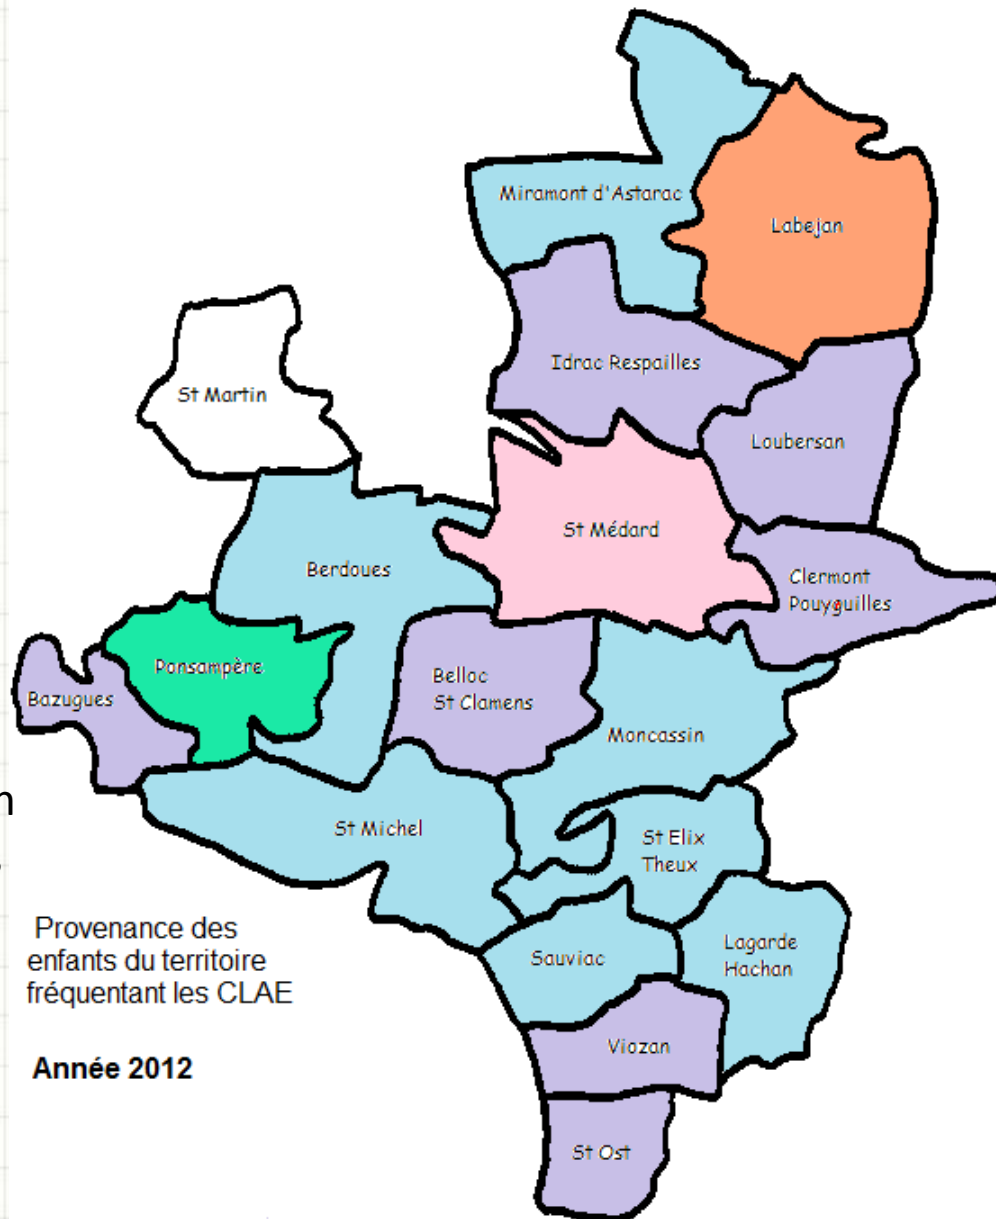 Miramont d'Astarac
Labejan
Idrac Respailles
St Martin
Loubersan
St Médard
Berdoues
Clermont
Pouyguilles
Ponsampère
Belloc
St Clamens
Bazugues
Moncassin
n
St Michel
St Elix
Theux
Provenance des
enfants du territoire
fréquentant les CLAE
Sauviac
Lagarde
Hachan
Viozan
Année 2012
St Ost